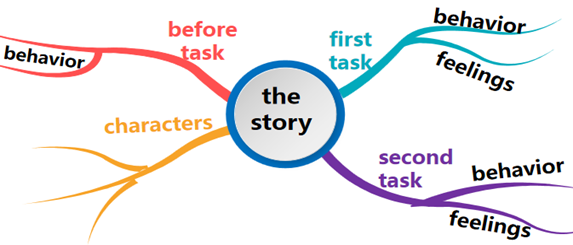 the
story
before
task
behavior
first
task
behavior
feelings
characters
second
task
behavior
feelings